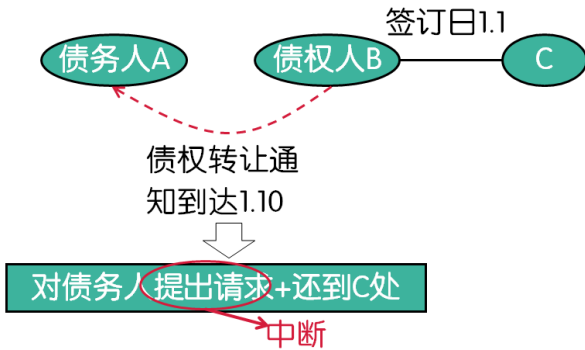 签订日1.1
债务人A
债权人B
C
债权转让通
知到达1.10
对债务人提出请求+还到C处
中断